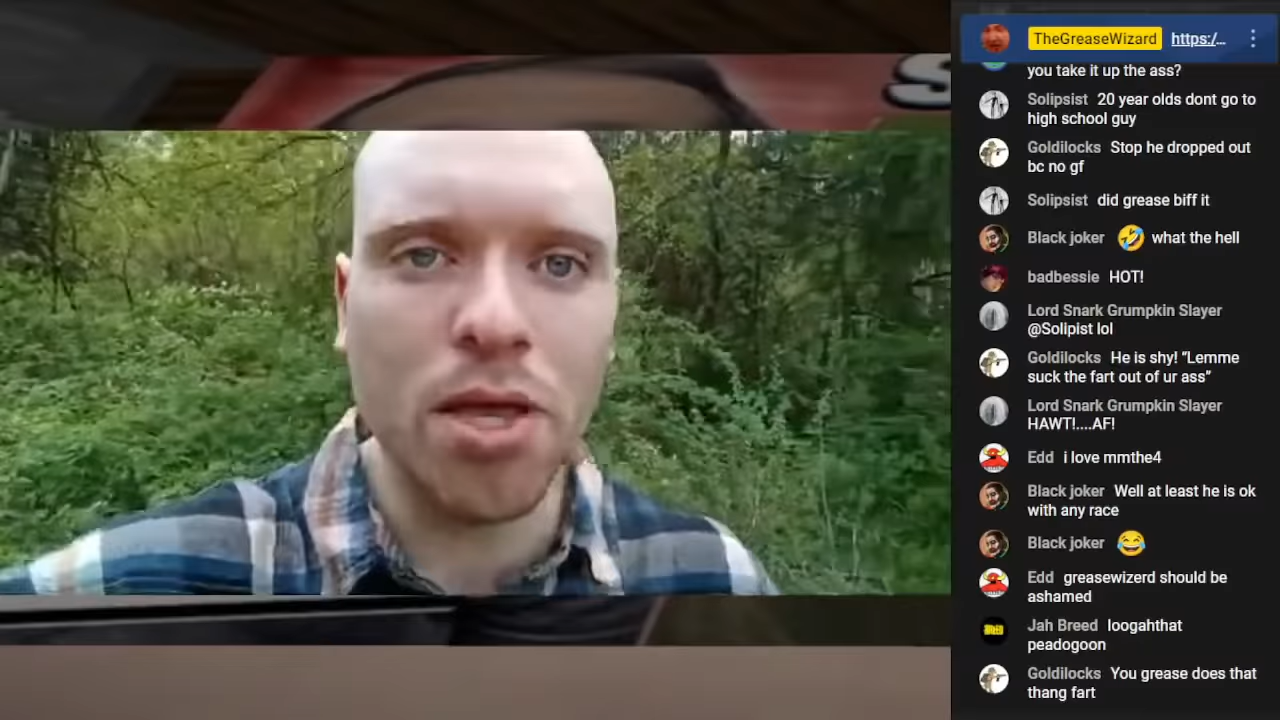 S
TheGreaseWizard https:/…
you take it up the ass?
Solipsist 20 year olds dont go to
high school guy
Goldilocks Stop he dropped out
bc no gf
Solipsist did grease biff it
Black joker 🤣 what the hell
badbessie HOT!
Lord Snark Grumpkin Slayer
@Solipist lol
Goldilocks He is shy! “Lemme
suck the fart out of ur ass”
Lord Snark Grumpkin Slayer
HAWT!....AF!
Edd i love mmthe4
Black joker Well at least he is ok
with any race
Black joker 😂
Edd greasewizerd should be
ashamed
Jah Breed loogahthat
peadogoon
Goldilocks You grease does that
thang fart